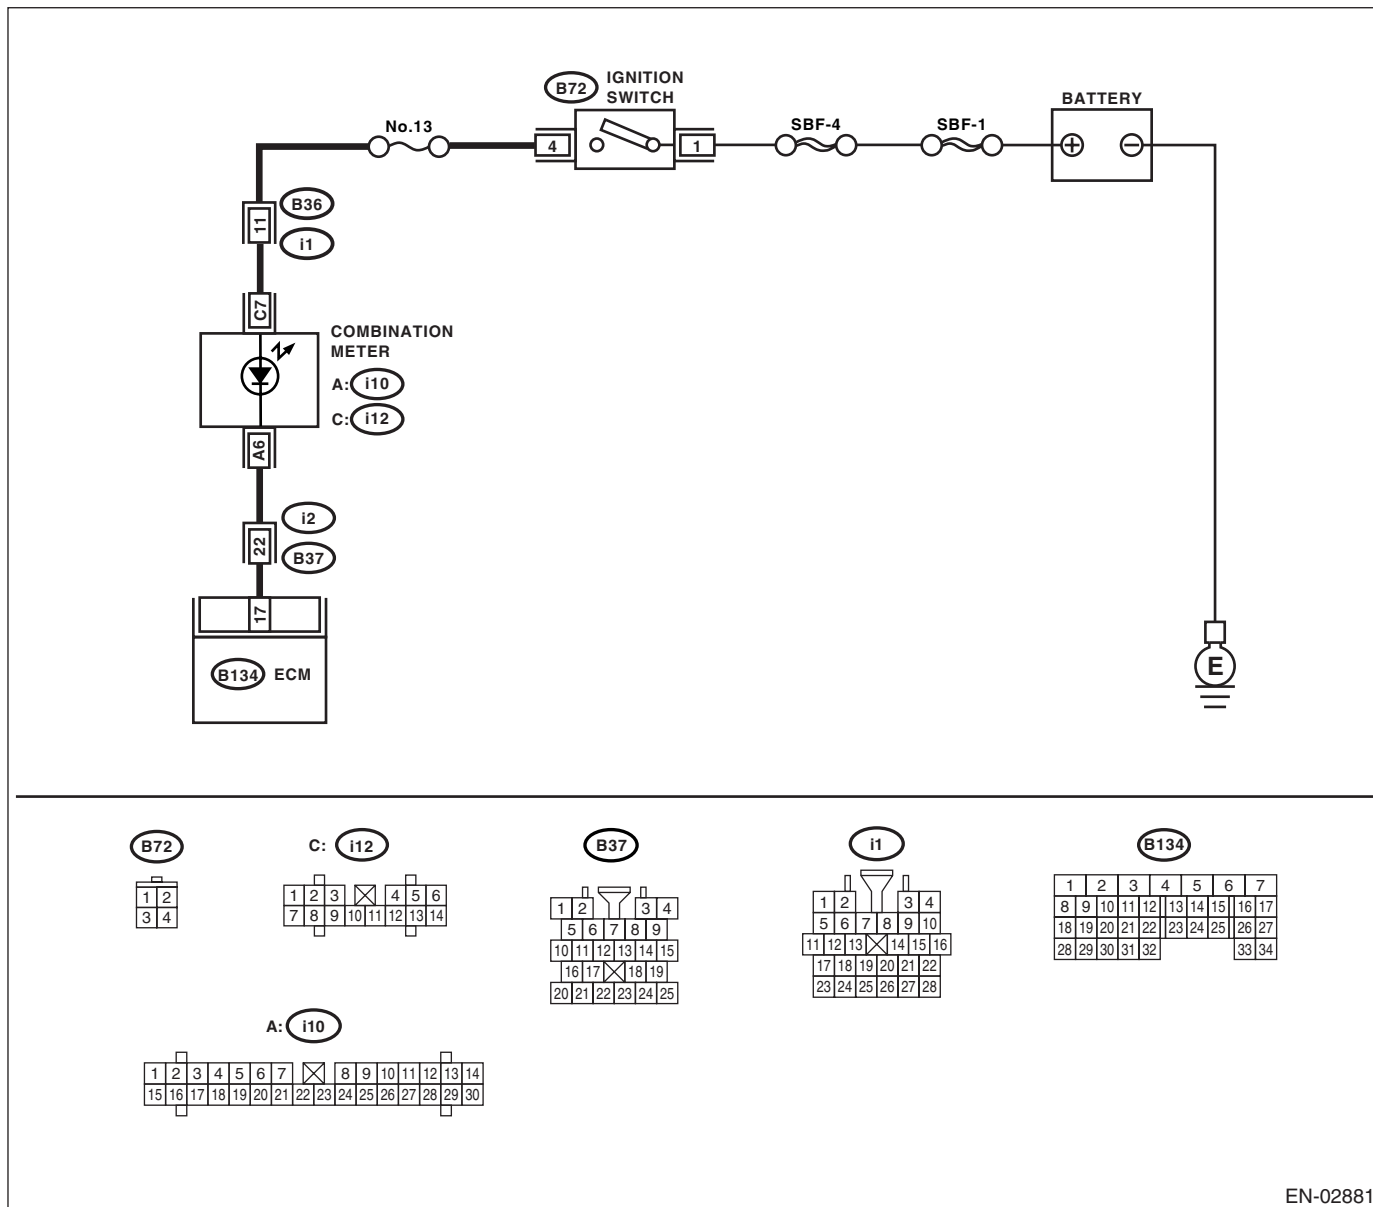 IGNITION
SWITCH
B72
BATTERY
No.13
SBF-4
SBF-1
4
1
+
−
11
B36
i1
C7
COMBINATION
METER
A: i10
C: i12
A6
i2
22
B37
17
B134 ECM
E
B72
1 2
3 4
C: i12
1 2 3 4 5 6
7 8 9 10 11 12 13 14
B37
1 2 3 4
5 6 7 8 9
10 11 12 13 14 15
16 17 18 19
20 21 22 23 24 25
i1
1 2 3 4
5 6 7 8 9 10
11 12 13 14 15 16
17 18 19 20 21 22
23 24 25 26 27 28
B134
1 2 3 4 5 6 7
8 9 10 11 12 13 14 15 16 17
18 19 20 21 22 23 24 25 26 27
28 29 30 31 32 33 34
A: i10
1 2 3 4 5 6 7 8 9 10 11 12 13 14
15 16 17 18 19 20 21 22 23 24 25 26 27 28 29 30
EN-02881